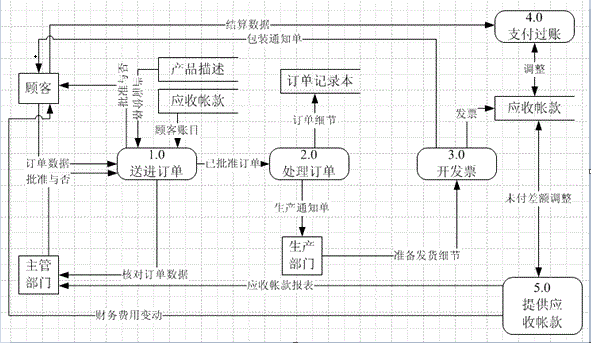 结算数据
4.0
支付过账
包装通知单
顾客
批准与否
产品描述
订单记录本
调整
应收帐款
应收帐款
顾客账目
订单细节
发票
1.0
送进订单
已批准订单
2.0
处理订单
3.0
开发票
订单数据
批准与否
生产通知单
未付差额调整
主管
部门
核对订单数据
生产
部门
准备发货细节
应收帐款报表
5.0
提供应
收帐款
财务费用变动